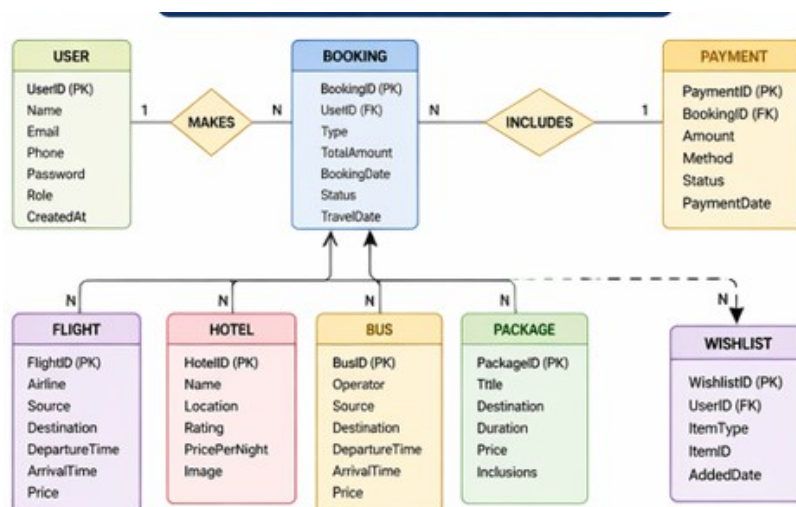 USER
UserID (PK)
Name
Email
Phone
Password
Role
CreatedAt
1
MAKES
N
BOOKING
BookingID (PK)
UserID (FK)
Type
TotalAmount
BookingDate
Status
TravelDate
N
INCLUDES
1
PAYMENT
PaymentID (PK)
BookingID (FK)
Amount
Method
Status
PaymentDate
N
FLIGHT
FlightID (PK)
Airline
Source
Destination
DepartureTime
ArrivalTime
Price
N
HOTEL
HotelID (PK)
Name
Location
Rating
PricePerNight
Image
N
BUS
BusID (PK)
Operator
Source
Destination
DepartureTime
ArrivalTime
Price
N
PACKAGE
PackageID (PK)
Title
Destination
Duration
Price
Inclusions
N
WISHLIST
WishlistID (PK)
UserID (FK)
ItemType
ItemID
AddedDate